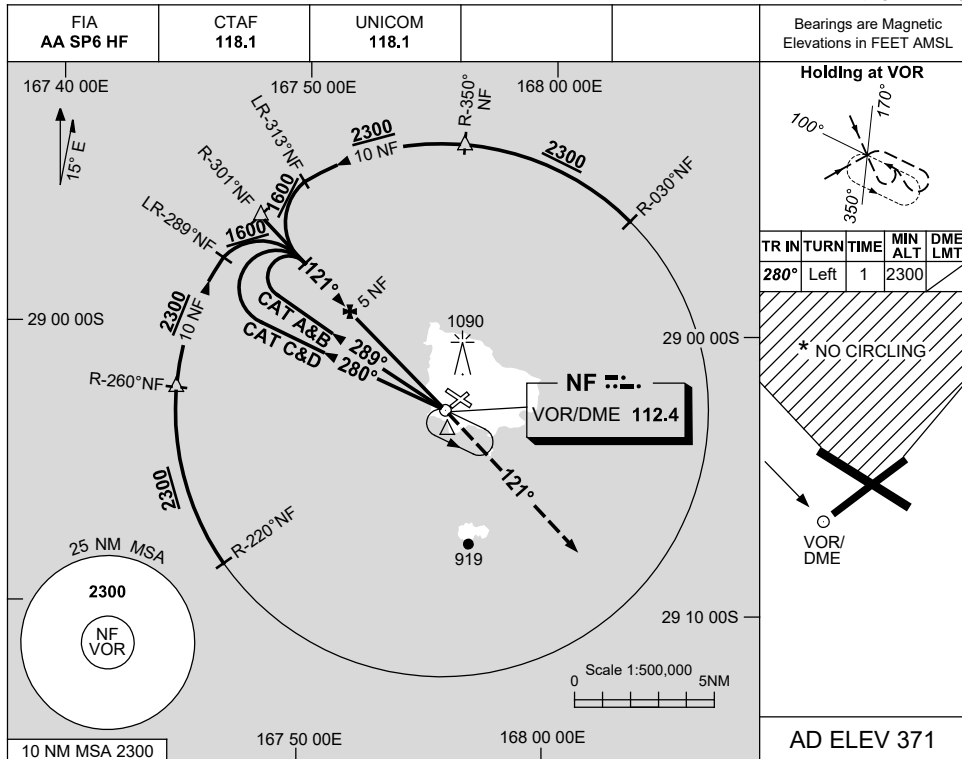 FIA
AA SP6 HF
CTAF
118.1
UNICOM
118.1
Bearings are Magnetic
Elevations in FEET AMSL
167 40 00E
167 50 00E
168 00 00E
15° E
R-350°
NF
2300
10 NF
2300
LR-313°NF
R-030°NF
R-301°NF
1600
LR-289°NF
1600
121°
5 NF
2300
10 NF
CAT A&B
289°
CAT C&D
280°
29 00 00S
29 00 00S
1090
R-260°NF
NF
VOR/DME 112.4
121°
2300
R-220°NF
919
25 NM MSA
2300
NF
VOR
29 10 00S
Scale 1:500,000
0
5NM
10 NM MSA 2300
167 50 00E
168 00 00E
Holding at VOR
170°
100°
350°
TR IN
TURN
TIME
MIN
ALT
DME
LMT
280°
Left
1
2300
* NO CIRCLING
VOR/
DME
AD ELEV 371